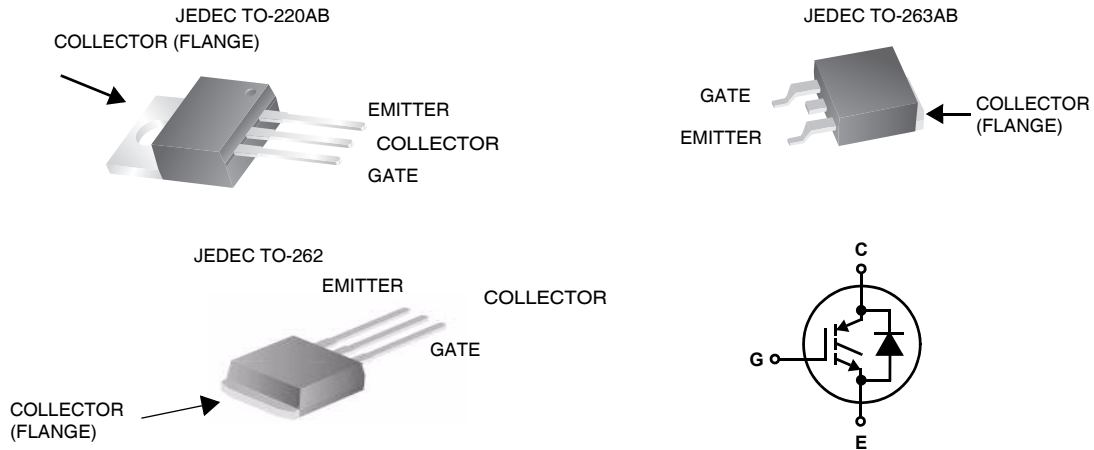 JEDEC TO-220AB
COLLECTOR (FLANGE)
EMITTER
COLLECTOR
GATE
JEDEC TO-263AB
GATE
EMITTER
COLLECTOR
(FLANGE)
JEDEC TO-262
EMITTER
COLLECTOR
GATE
COLLECTOR
(FLANGE)
C
G
E